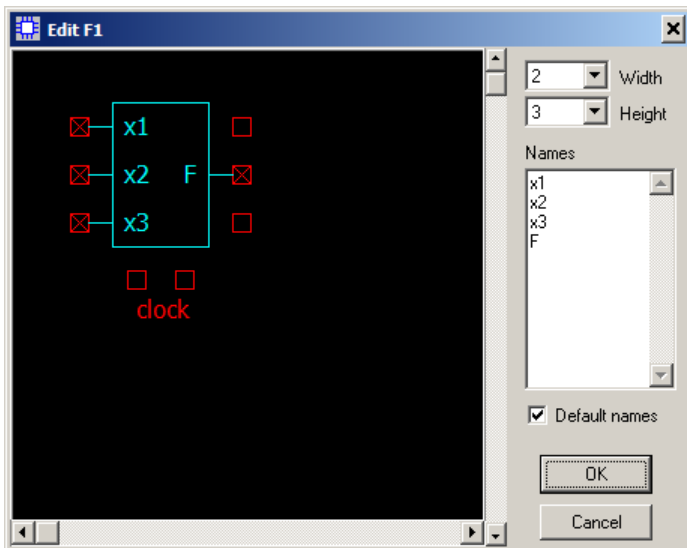 Edit F1
x1
x2 F
x3
clock
2 Width
3 Height
Names
x1
x2
x3
F
Default names
OK
Cancel